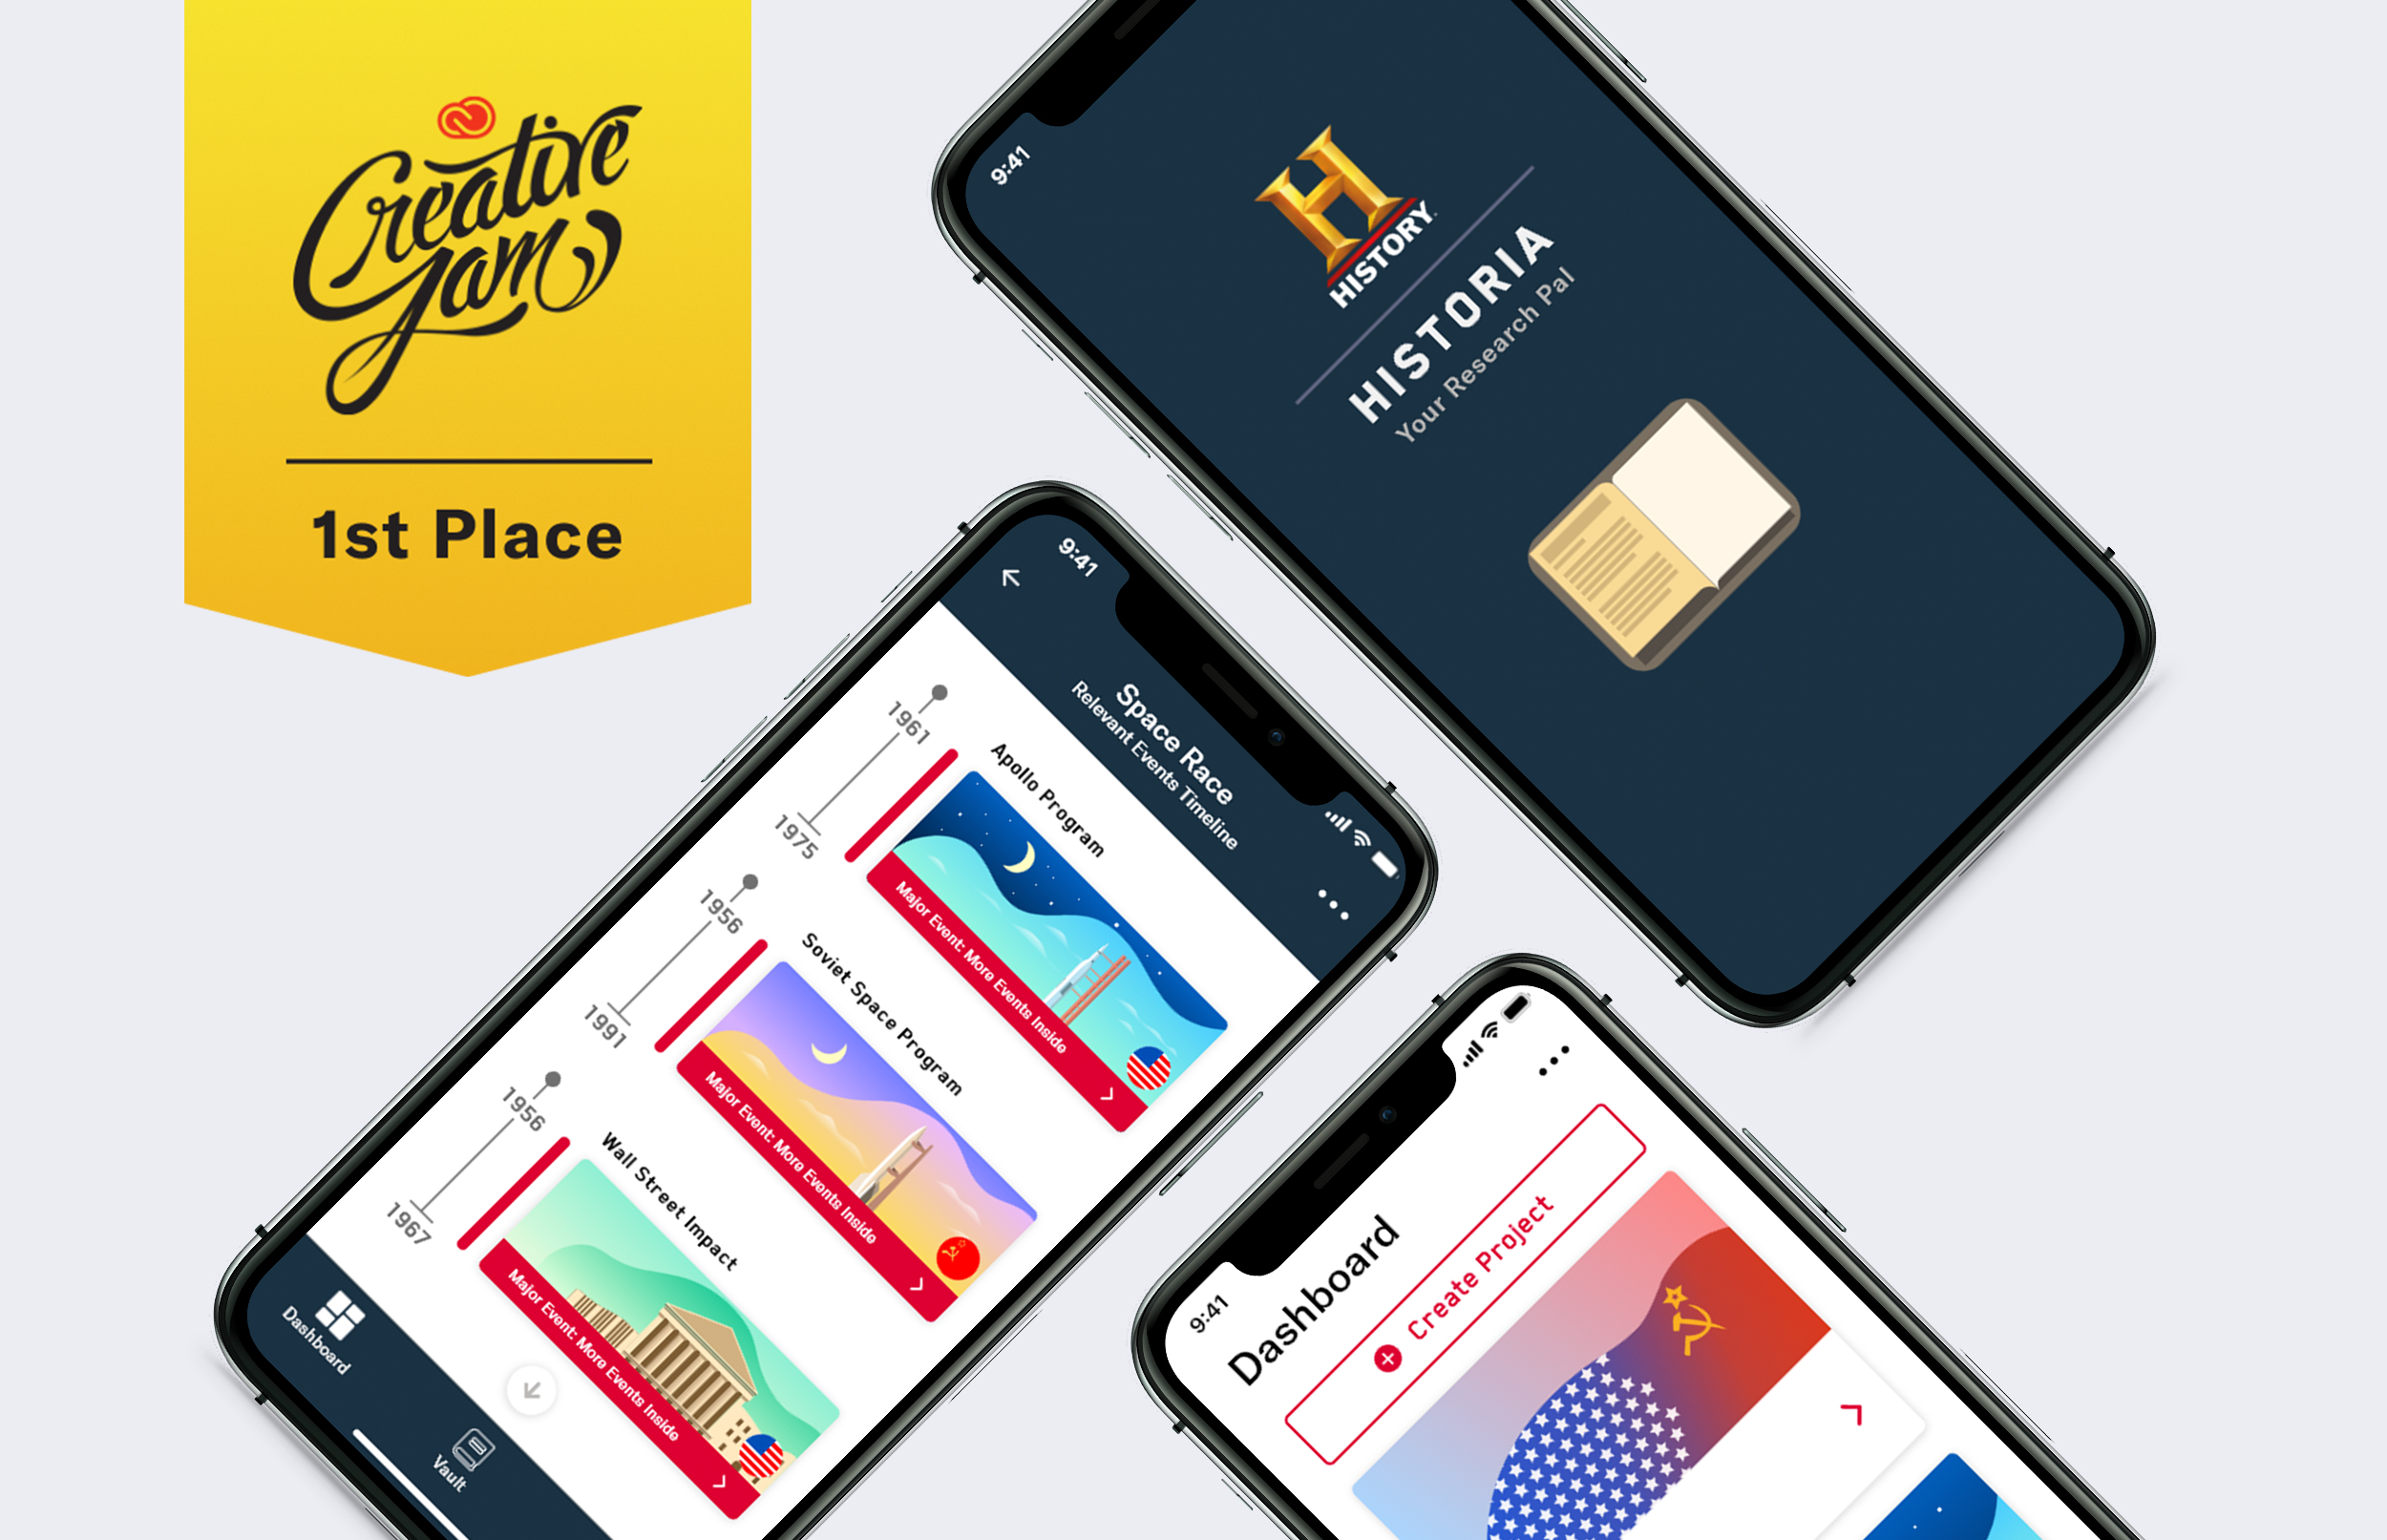 Creative
Jam
1st Place
9:41
HISTORY
HISTORIA
Your Research Pal
9:41
Space Race
Relevant Events Timeline
1961
1975
Apollo Program
Major Event: More Events Inside
1956
1991
Soviet Space Program
Major Event: More Events Inside
1956
1967
Wall Street Impact
Major Event: More Events Inside
Dashboard
Vault
9:41
Dashboard
Create Project